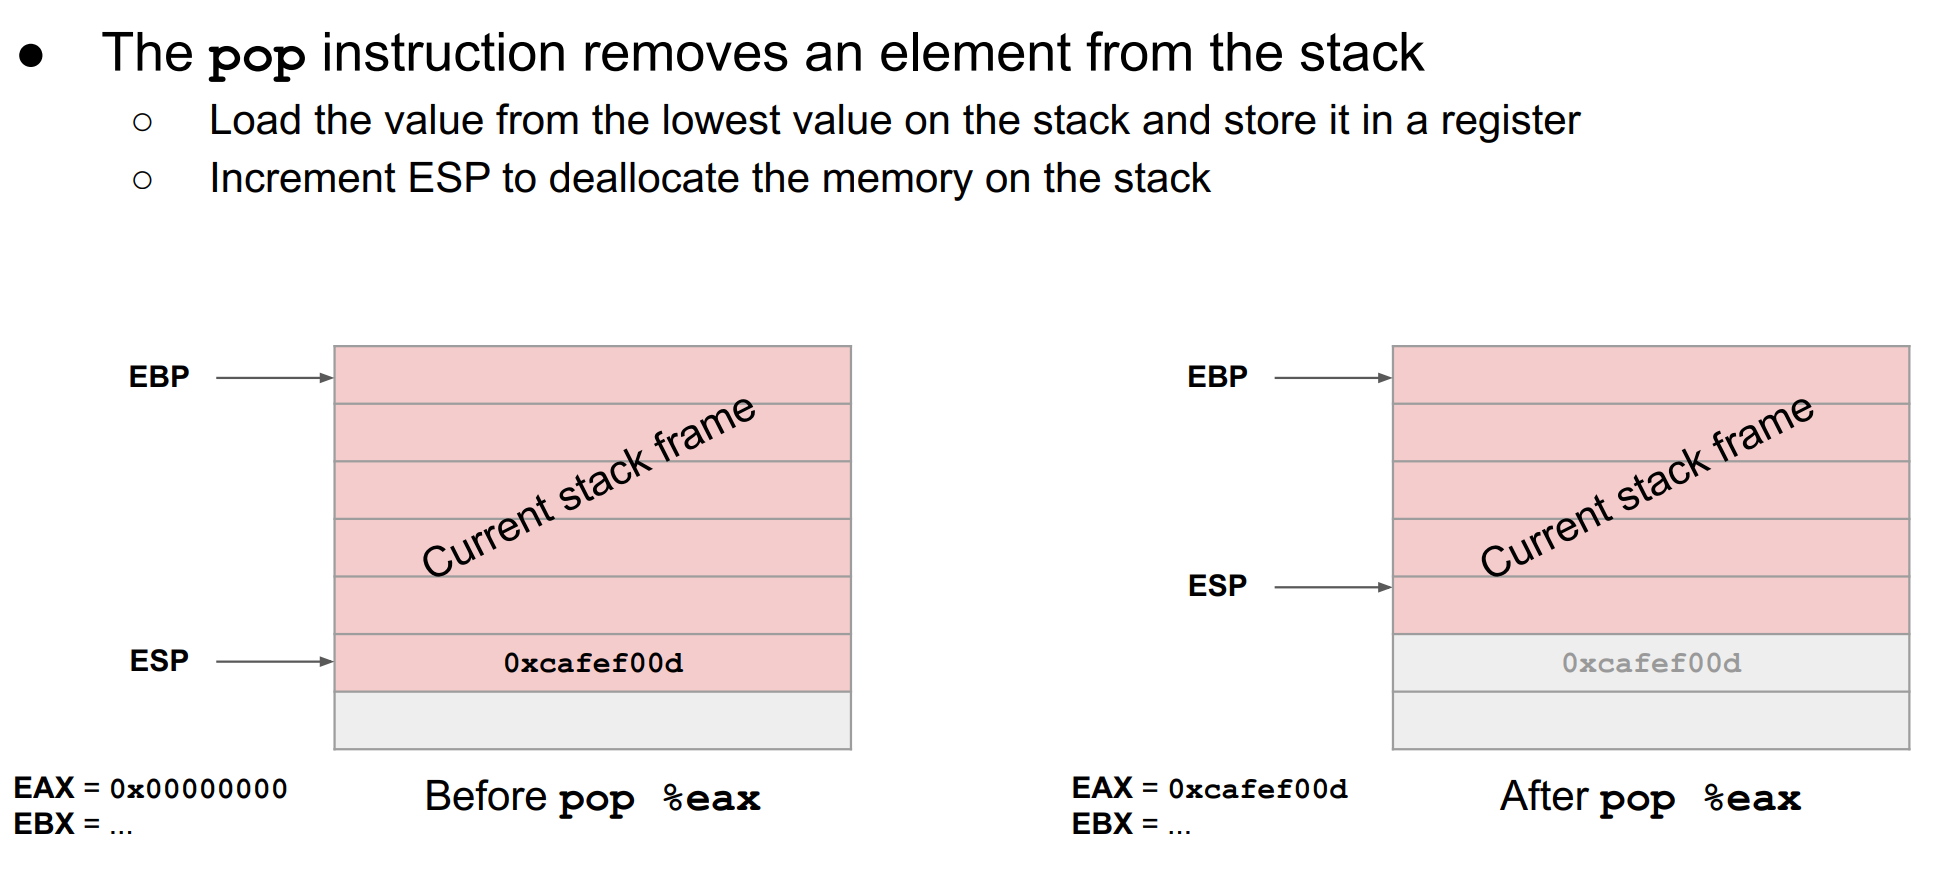 ● The pop instruction removes an element from the stack
○ Load the value from the lowest value on the stack and store it in a register
○ Increment ESP to deallocate the memory on the stack
EBP
Current stack frame
ESP
0xcafef00d
EAX = 0x00000000
EBX = ...
Before pop %eax
EBP
Current stack frame
ESP
0xcafef00d
EAX = 0xcafef00d
EBX = ...
After pop %eax